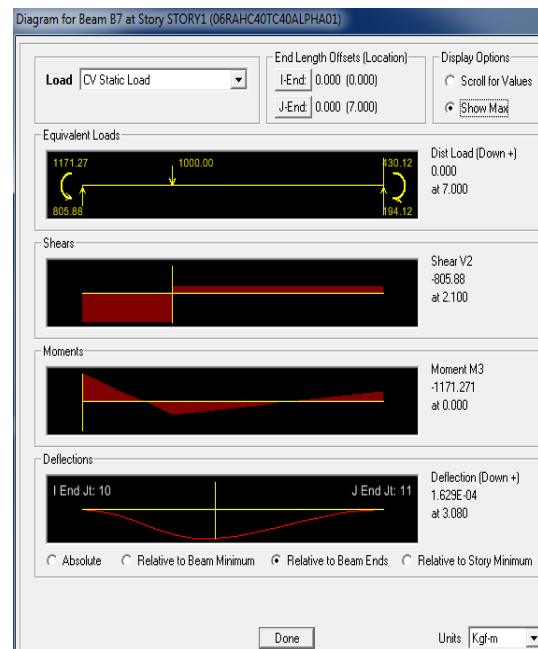 Diagram for Beam B7 at Story STORY1 (06RAHC40TC40ALPHA01)
Load CV Static Load
End Length Offsets (Location)
I-End: 0.000 (0.000)
J-End: 0.000 (7.000)
Display Options
Scroll for Values
Show Max
Equivalent Loads
1171.27 1000.00 430.12
805.88 194.12
Dist Load (Down +)
0.000
at 7.000
Shears
Shear V2
-805.88
at 2.100
Moments
Moment M3
-1171.271
at 0.000
Deflections
I End Jt: 10 J End Jt: 11
Deflection (Down +)
1.629E-04
at 3.080
Absolute Relative to Beam Minimum Relative to Beam Ends Relative to Story Minimum
Done
Units Kgf-m